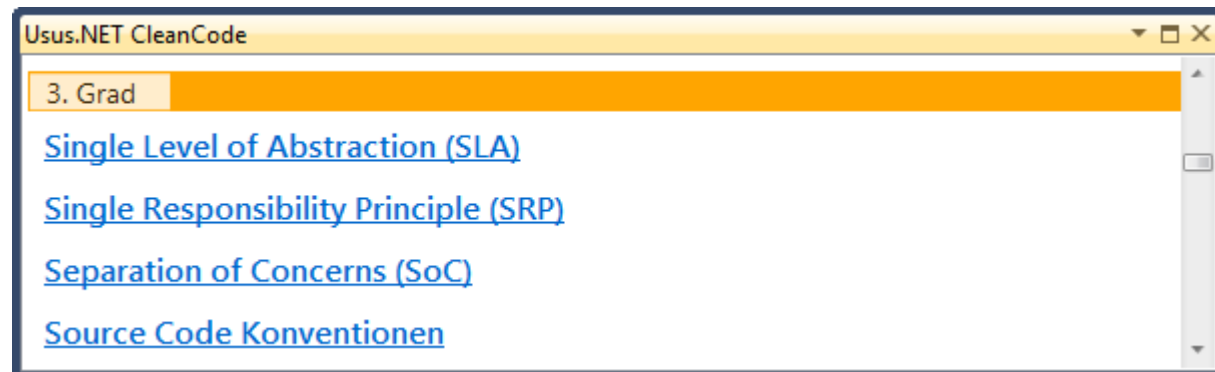 Usus.NET CleanCode
3. Grad
Single Level of Abstraction (SLA)
Single Responsibility Principle (SRP)
Separation of Concerns (SoC)
Source Code Konventionen